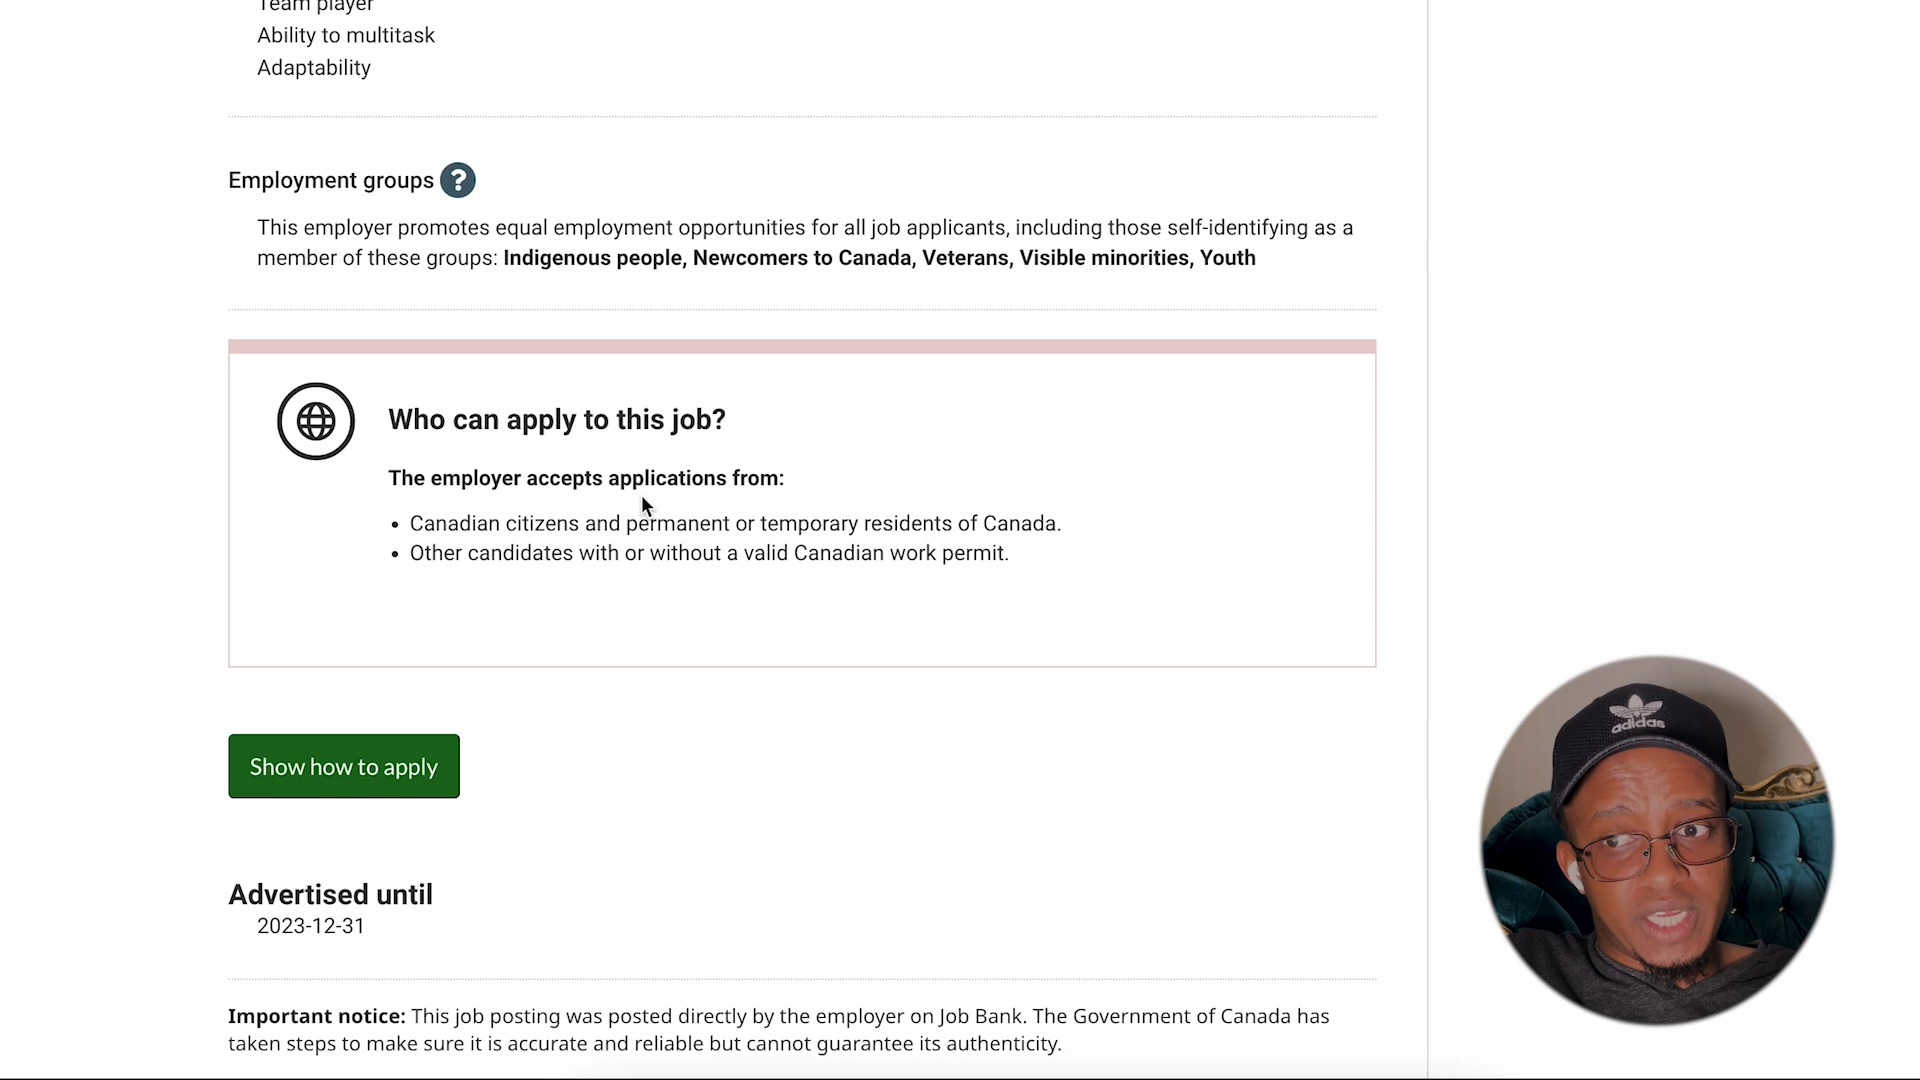 Team player
Ability to multitask
Adaptability
Employment groups ?
This employer promotes equal employment opportunities for all job applicants, including those self-identifying as a
member of these groups: Indigenous people, Newcomers to Canada, Veterans, Visible minorities, Youth
Who can apply to this job?
The employer accepts applications from:
• Canadian citizens and permanent or temporary residents of Canada.
• Other candidates with or without a valid Canadian work permit.
Show how to apply
adidas
Advertised until
2023-12-31
Important notice: This job posting was posted directly by the employer on Job Bank. The Government of Canada has
taken steps to make sure it is accurate and reliable but cannot guarantee its authenticity.